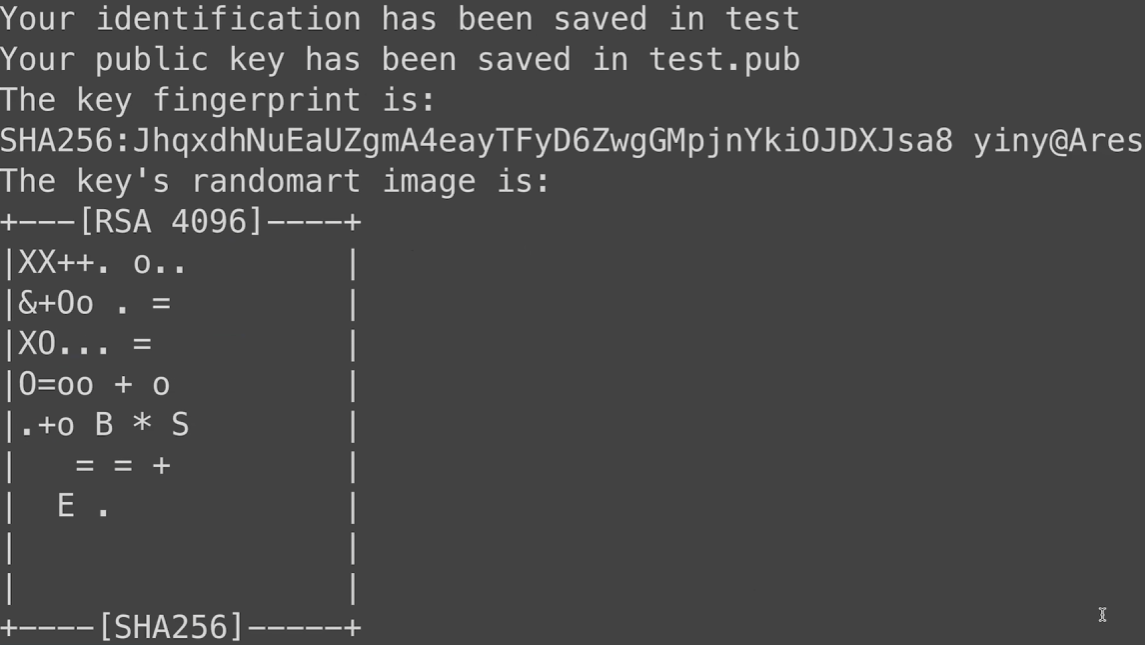 Your identification has been saved in test
Your public key has been saved in test.pub
The key fingerprint is:
SHA256:JhqxdhNuEaUZgmA4eayTFyD6ZwgGMpjnYkiOJDXJsa8 yiny@Ares
The key's randomart image is:
+---[RSA 4096]----+
|XX++. o..        |
|&+Oo . =         |
|XO... =          |
|O=oo + o         |
|.+o B * S        |
|   = = +         |
|  E .            |
|                 |
|                 |
+----[SHA256]-----+